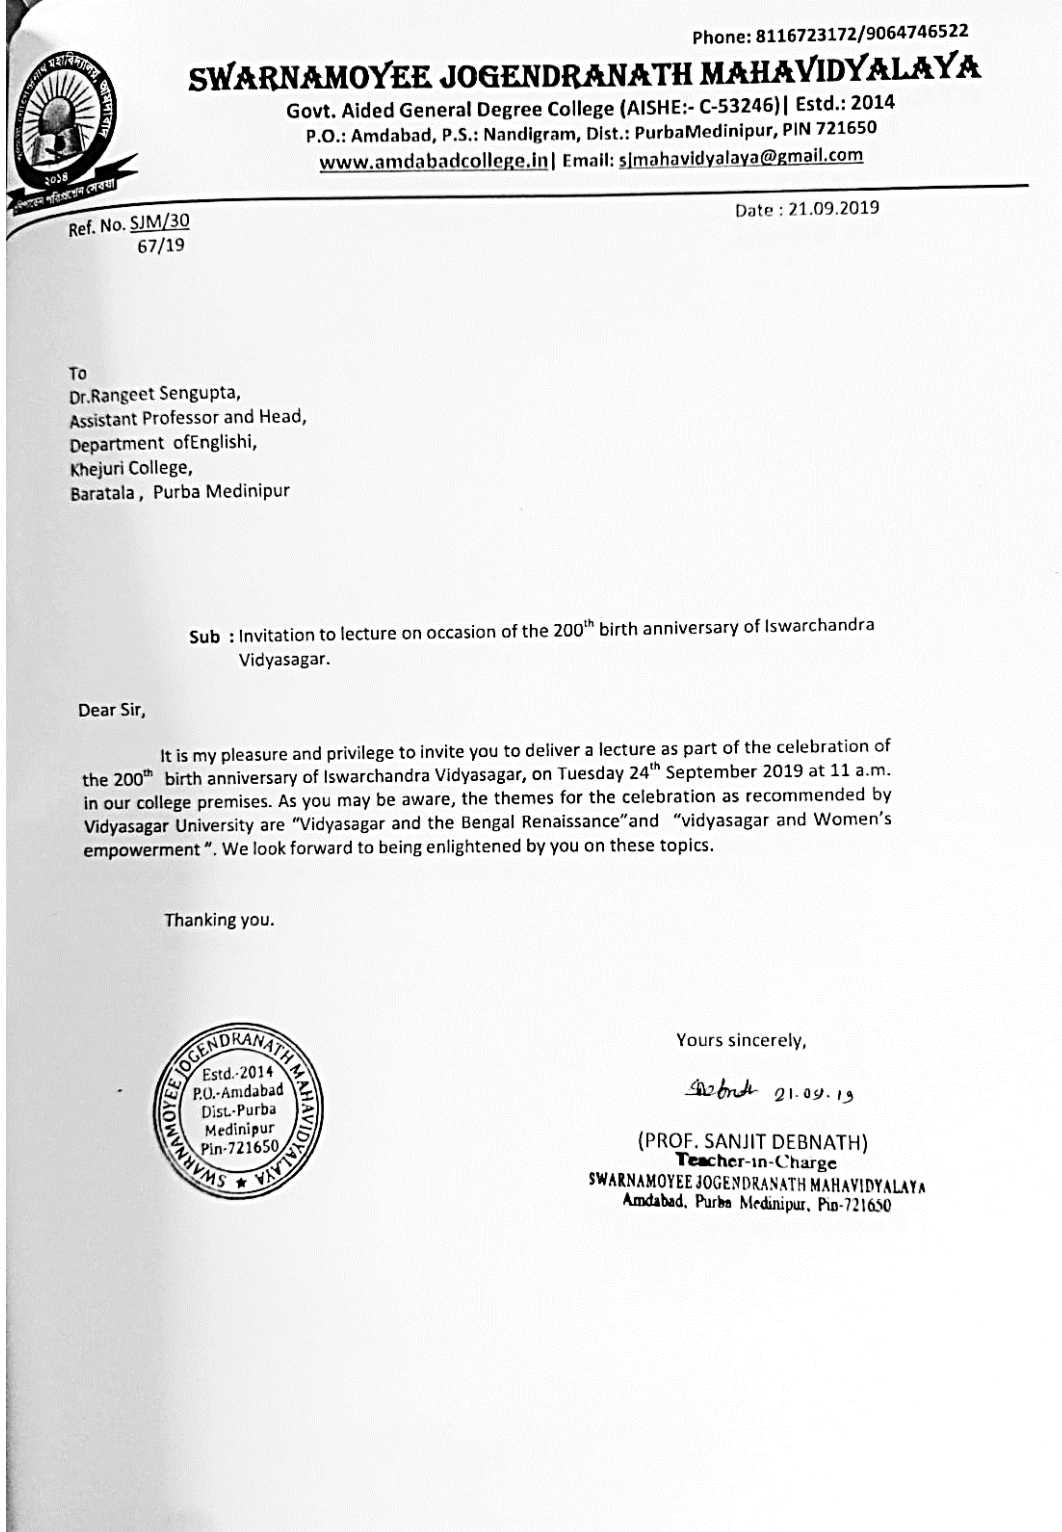 Phone: 8116723172/9064746522
SWARNAMOYEE JOGENDRANATH MAHAVIDYALAYA
Govt. Aided General Degree College (AISHE:- C-53246)| Estd.: 2014
P.O.: Amdabad, P.S.: Nandigram, Dist.: PurbaMedinipur, PIN 721650
www.amdabadcollege.in| Email: sjmahavidyalaya@gmail.com
২০১৪
Ref. No. SJM/30
67/19
Date : 21.09.2019
To
Dr.Rangeet Sengupta,
Assistant Professor and Head,
Department ofEnglishi,
Khejuri College,
Baratala , Purba Medinipur
Sub : Invitation to lecture on occasion of the 200th birth anniversary of Iswarchandra
Vidyasagar.
Dear Sir,
It is my pleasure and privilege to invite you to deliver a lecture as part of the celebration of
the 200th birth anniversary of Iswarchandra Vidyasagar, on Tuesday 24th September 2019 at 11 a.m.
in our college premises. As you may be aware, the themes for the celebration as recommended by
Vidyasagar University are “Vidyasagar and the Bengal Renaissance”and “vidyasagar and Women’s
empowerment ”. We look forward to being enlightened by you on these topics.
Thanking you.
SWARNAMOYEE JOGENDRANATH MAHAVIDYALAYA
Estd.-2014
P.O.-Amdabad
Dist.-Purba
Medinipur
Pin-721650
Yours sincerely,
21.09.19
(PROF. SANJIT DEBNATH)
Teacher-in-Charge
SWARNAMOYEE JOGENDRANATH MAHAVIDYALAYA
Amdabad, Purba Medinipur, Pin-721650